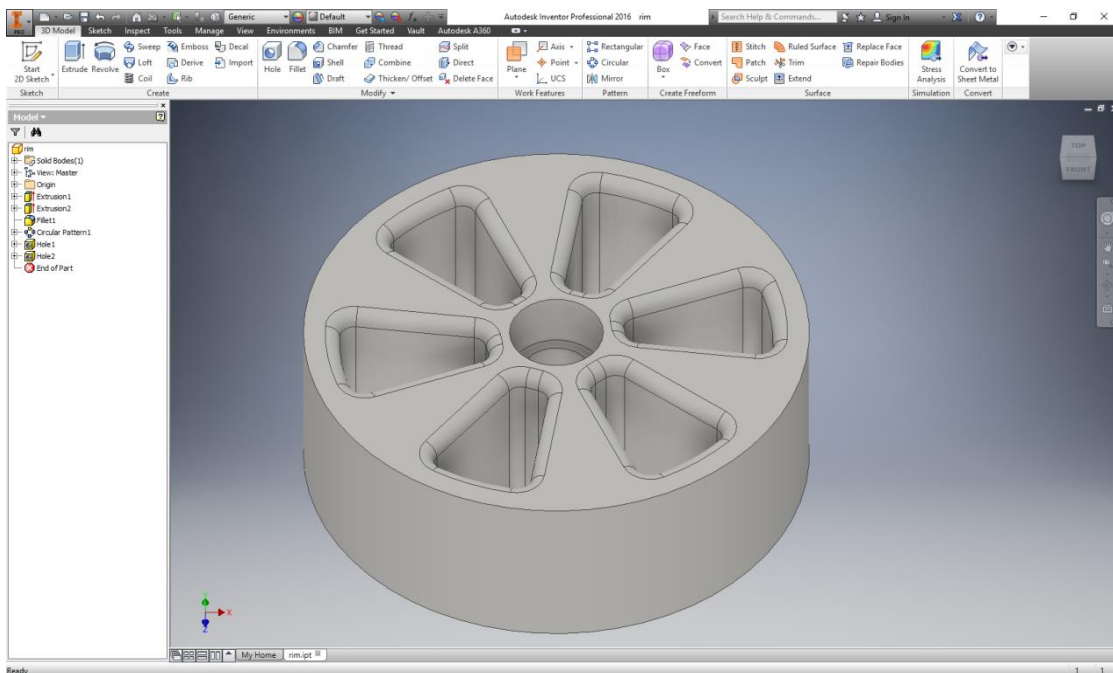 Generic Default Autodesk Inventor Professional 2016 rim Search Help & Commands... Sign In
PRO 3D Model Sketch Inspect Tools Manage View Environments BIM Get Started Vault Autodesk A360
Start 2D Sketch Extrude Revolve Sweep Emboss Decal Hole Fillet Chamfer Thread Split Plane Axis Rectangular Box Face Stitch Ruled Surface Replace Face Stress Analysis Convert to Sheet Metal
Loft Derive Import Shell Combine Direct Point Circular Convert Patch Trim Repair Bodies
Coil Rib Draft Thicken/ Offset Delete Face UCS Mirror Sculpt Extend
Sketch Create Modify Work Features Pattern Create Freeform Surface Simulation Convert
Model
rim
Solid Bodies(1)
View: Master
Origin
Extrusion1
Extrusion2
Fillet1
Circular Pattern1
Hole1
Hole2
End of Part
TOP
FRONT
Y
X
Z
My Home rim.ipt
Ready 1 1